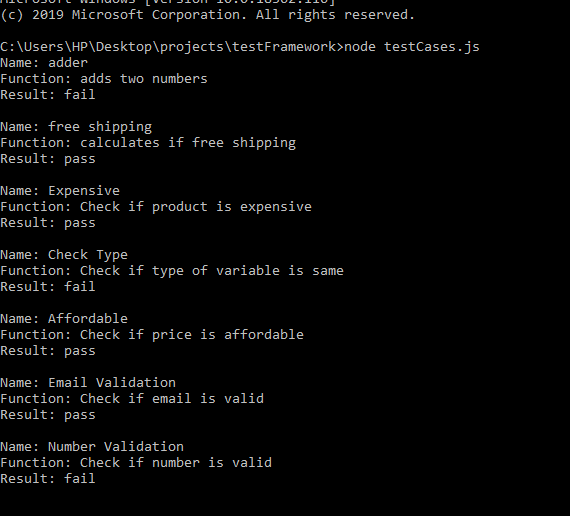 (c) 2019 Microsoft Corporation. All rights reserved.
C:\Users\HP\Desktop\projects\testFramework>node testCases.js
Name: adder
Function: adds two numbers
Result: fail
Name: free shipping
Function: calculates if free shipping
Result: pass
Name: Expensive
Function: Check if product is expensive
Result: pass
Name: Check Type
Function: Check if type of variable is same
Result: fail
Name: Affordable
Function: Check if price is affordable
Result: pass
Name: Email Validation
Function: Check if email is valid
Result: pass
Name: Number Validation
Function: Check if number is valid
Result: fail